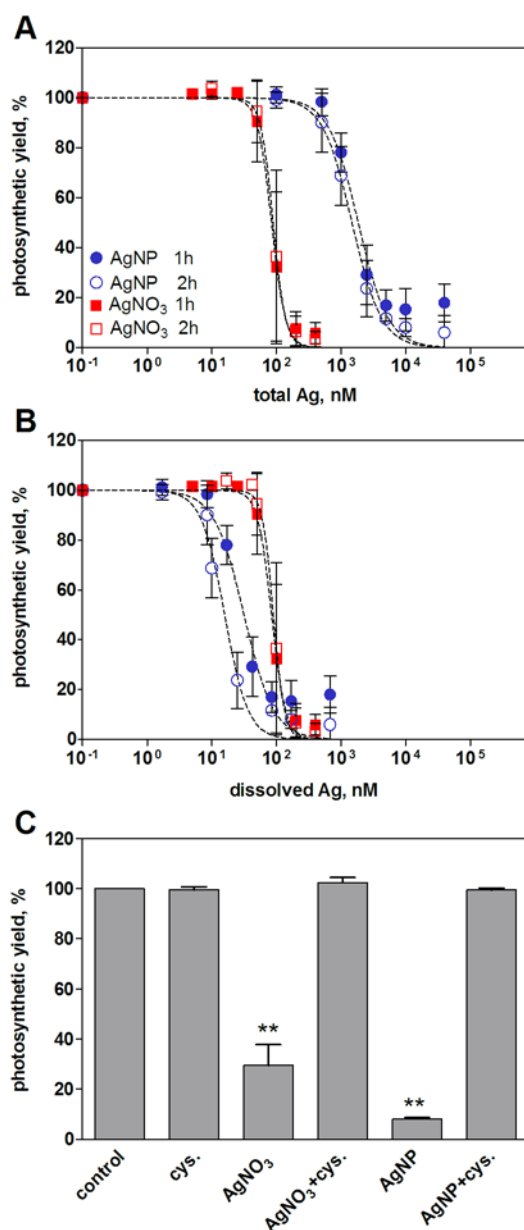 A
photosynthetic yield, %
120
100
80
60
40
20
0
AgNP 1h
AgNP 2h
AgNO₃ 1h
AgNO₃ 2h
10⁻¹ 10⁰ 10¹ 10² 10³ 10⁴ 10⁵
total Ag, nM
B
photosynthetic yield, %
120
100
80
60
40
20
0
10⁻¹ 10⁰ 10¹ 10² 10³ 10⁴ 10⁵
dissolved Ag, nM
C
photosynthetic yield, %
120
100
80
60
40
20
0
**
**
control cys. AgNO₃ AgNO₃+cys. AgNP AgNP+cys.